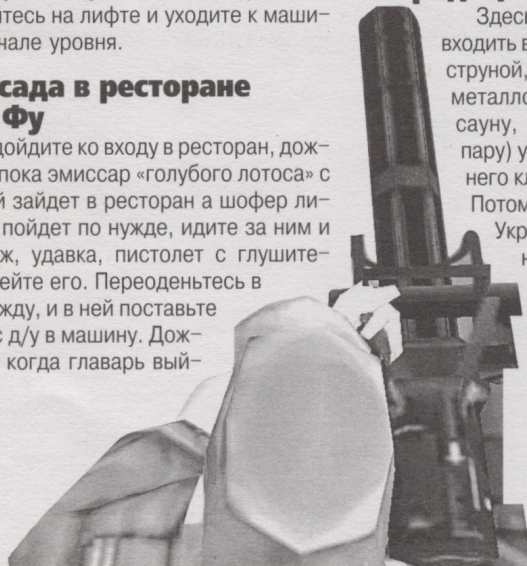 тесь на лифте и уходите к маши-
чале уровня.
сада в ресторане
Фу
дойдите ко входу в ресторан, дож-
пока эмиссар «голубого лотоса» с
й зайдет в ресторан а шофер ли-
пойдет по нужде, идите за ним и
ж, удавка, пистолет с глушите-
ейте его. Переоденьтесь в
жду, и в ней поставьте
с д/у в машину. Дож-
когда главарь вый-
Здесь
входить в
струной,
металло
сауну,
пару) у
него кл
Потом
Укр
н